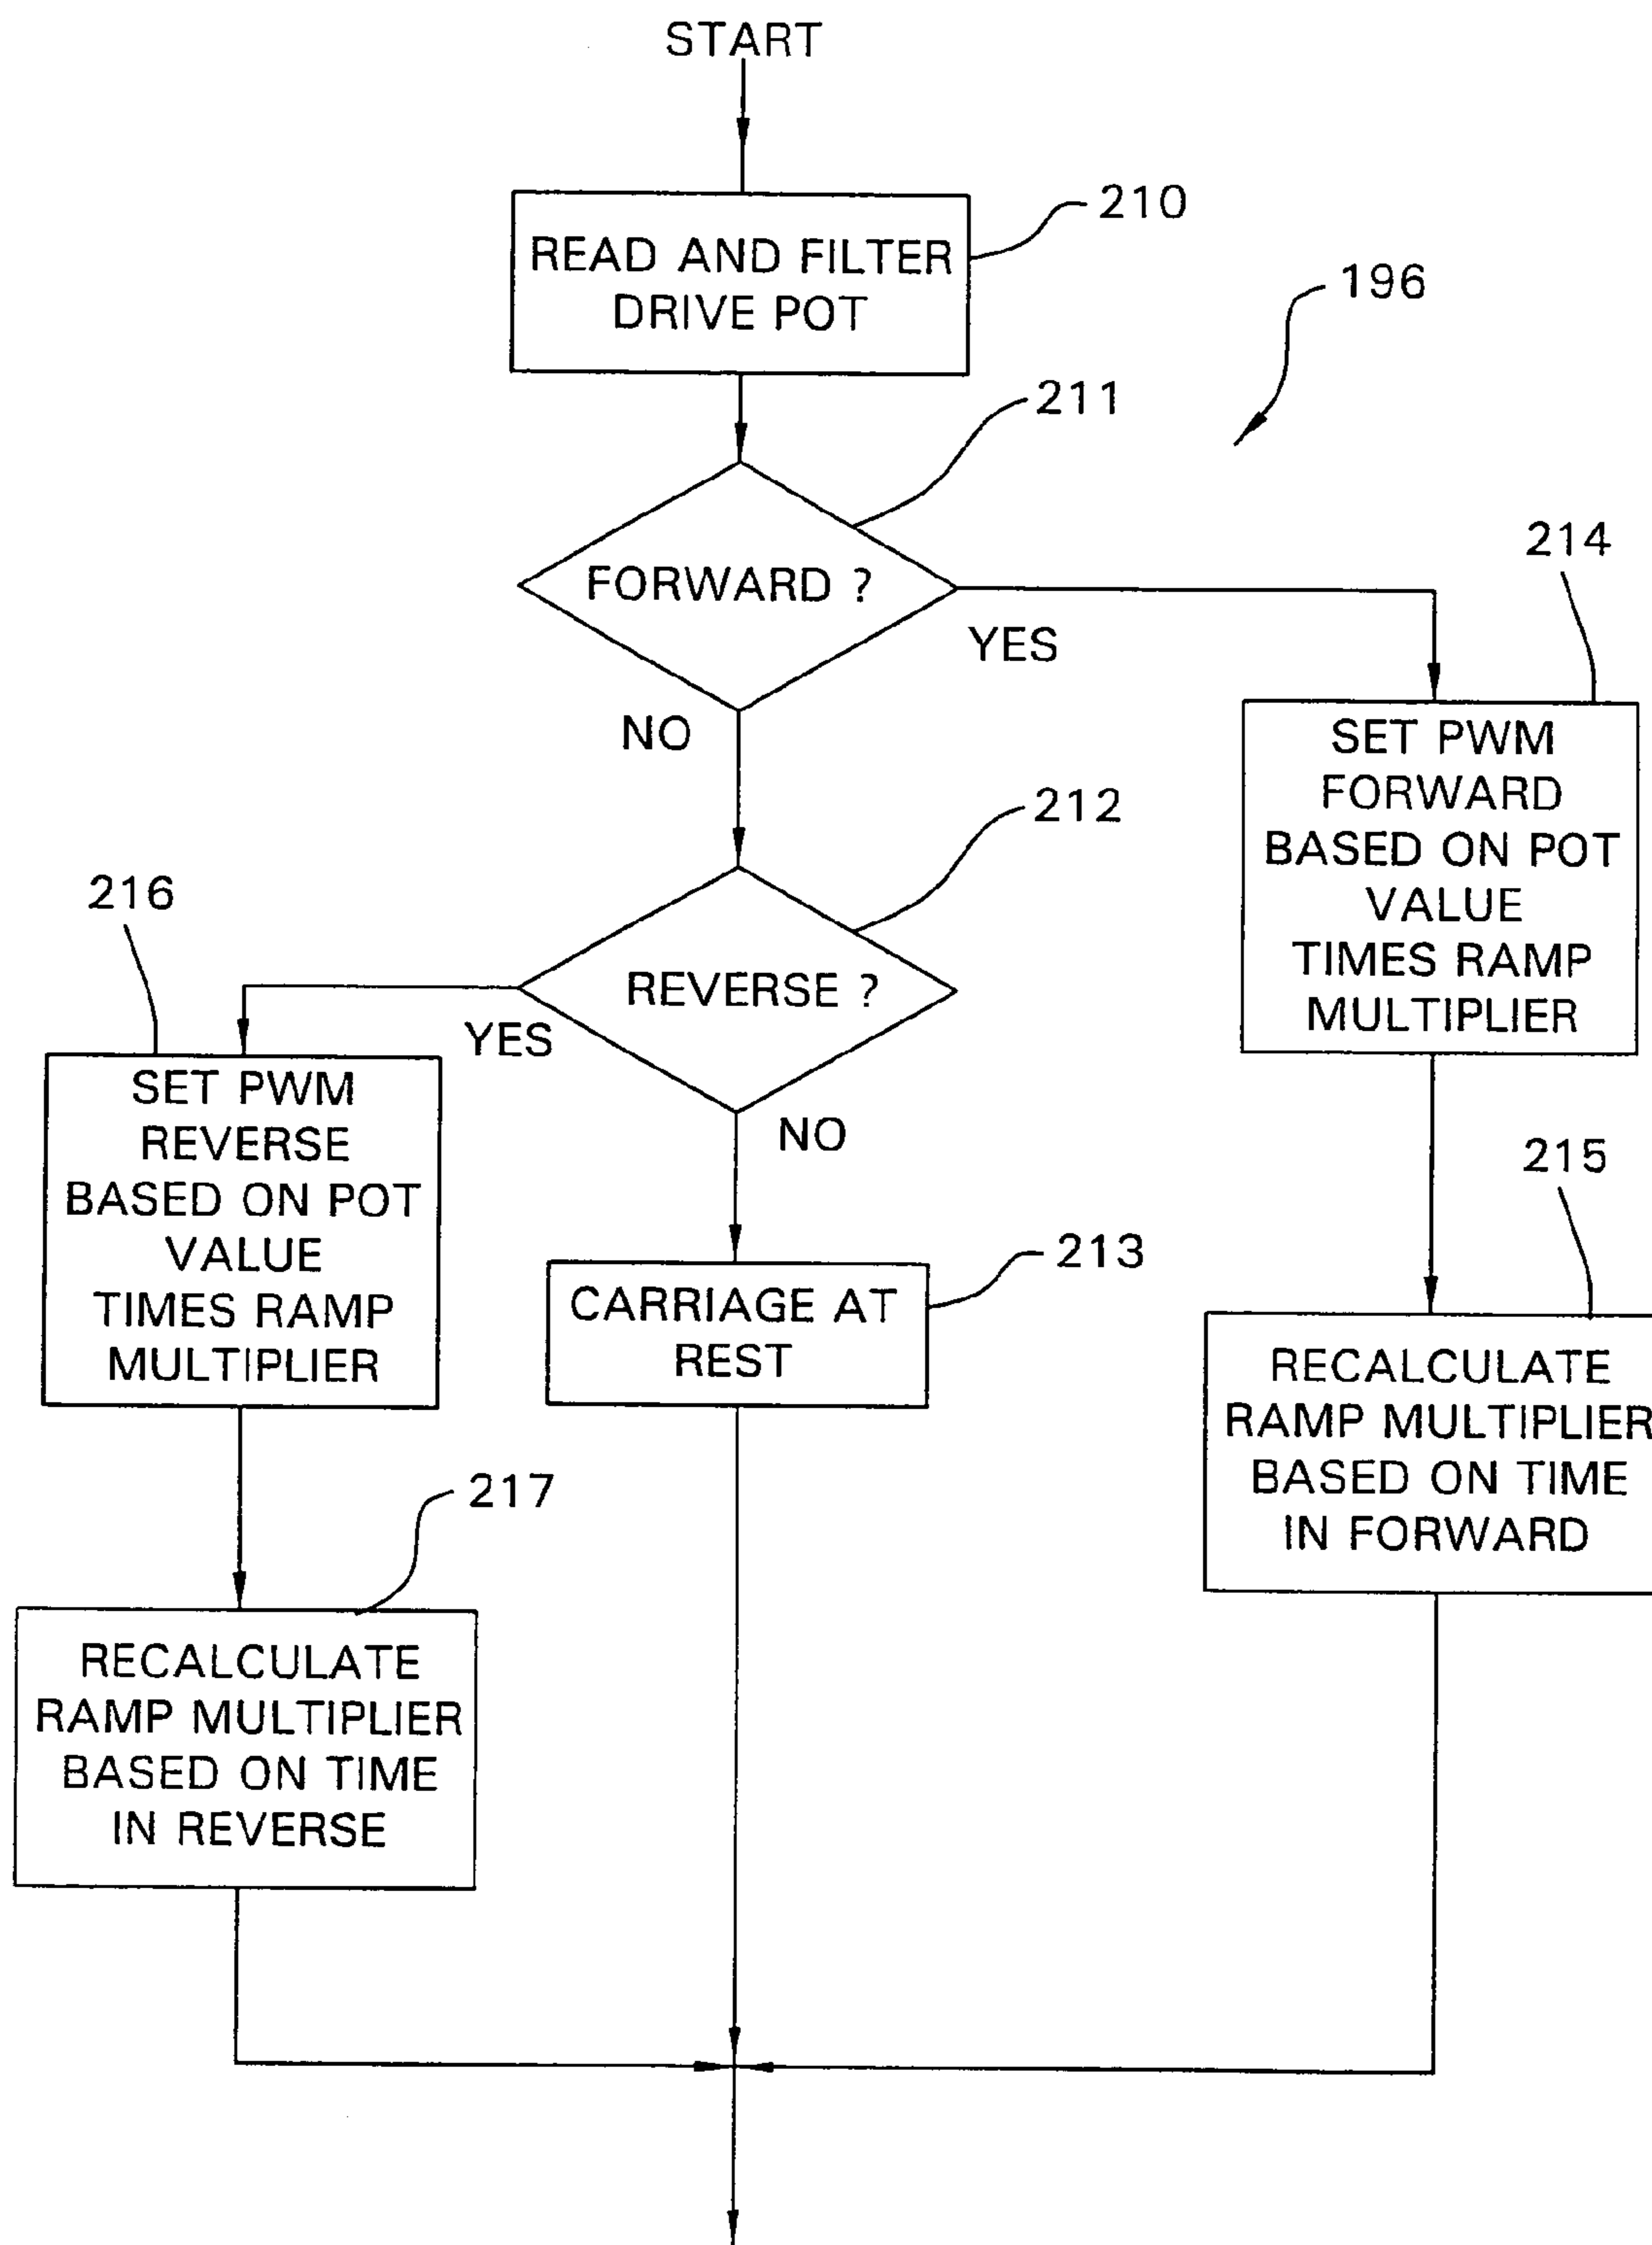 START
210
READ AND FILTER
DRIVE POT
196
211
FORWARD ?
YES
NO
214
SET PWM
FORWARD
BASED ON POT
VALUE
TIMES RAMP
MULTIPLIER
212
REVERSE ?
YES
NO
216
SET PWM
REVERSE
BASED ON POT
VALUE
TIMES RAMP
MULTIPLIER
213
CARRIAGE AT
REST
215
RECALCULATE
RAMP MULTIPLIER
BASED ON TIME
IN FORWARD
217
RECALCULATE
RAMP MULTIPLIER
BASED ON TIME
IN REVERSE